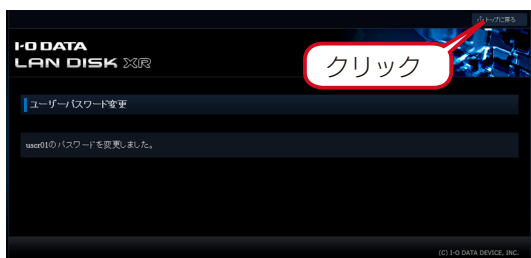 トップに戻る
I-O DATA
LAN DISK XR
クリック
ユーザーパスワード変更
user01のパスワードを変更しました。
(C) I-O DATA DEVICE, INC.